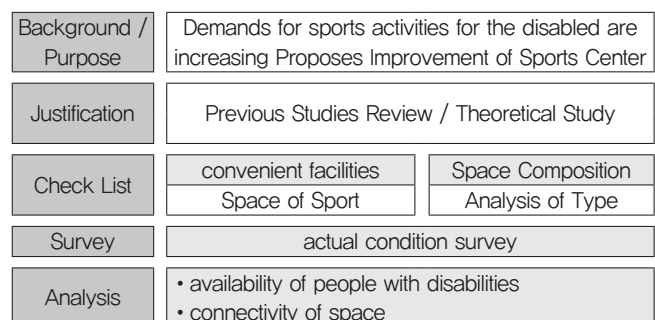 Background /
Purpose
Demands for sports activities for the disabled are
increasing Proposes Improvement of Sports Center
Justification
Previous Studies Review / Theoretical Study
Check List
convenient facilities
Space of Sport
Space Composition
Analysis of Type
Survey
actual condition survey
Analysis
• availability of people with disabilities
• connectivity of space